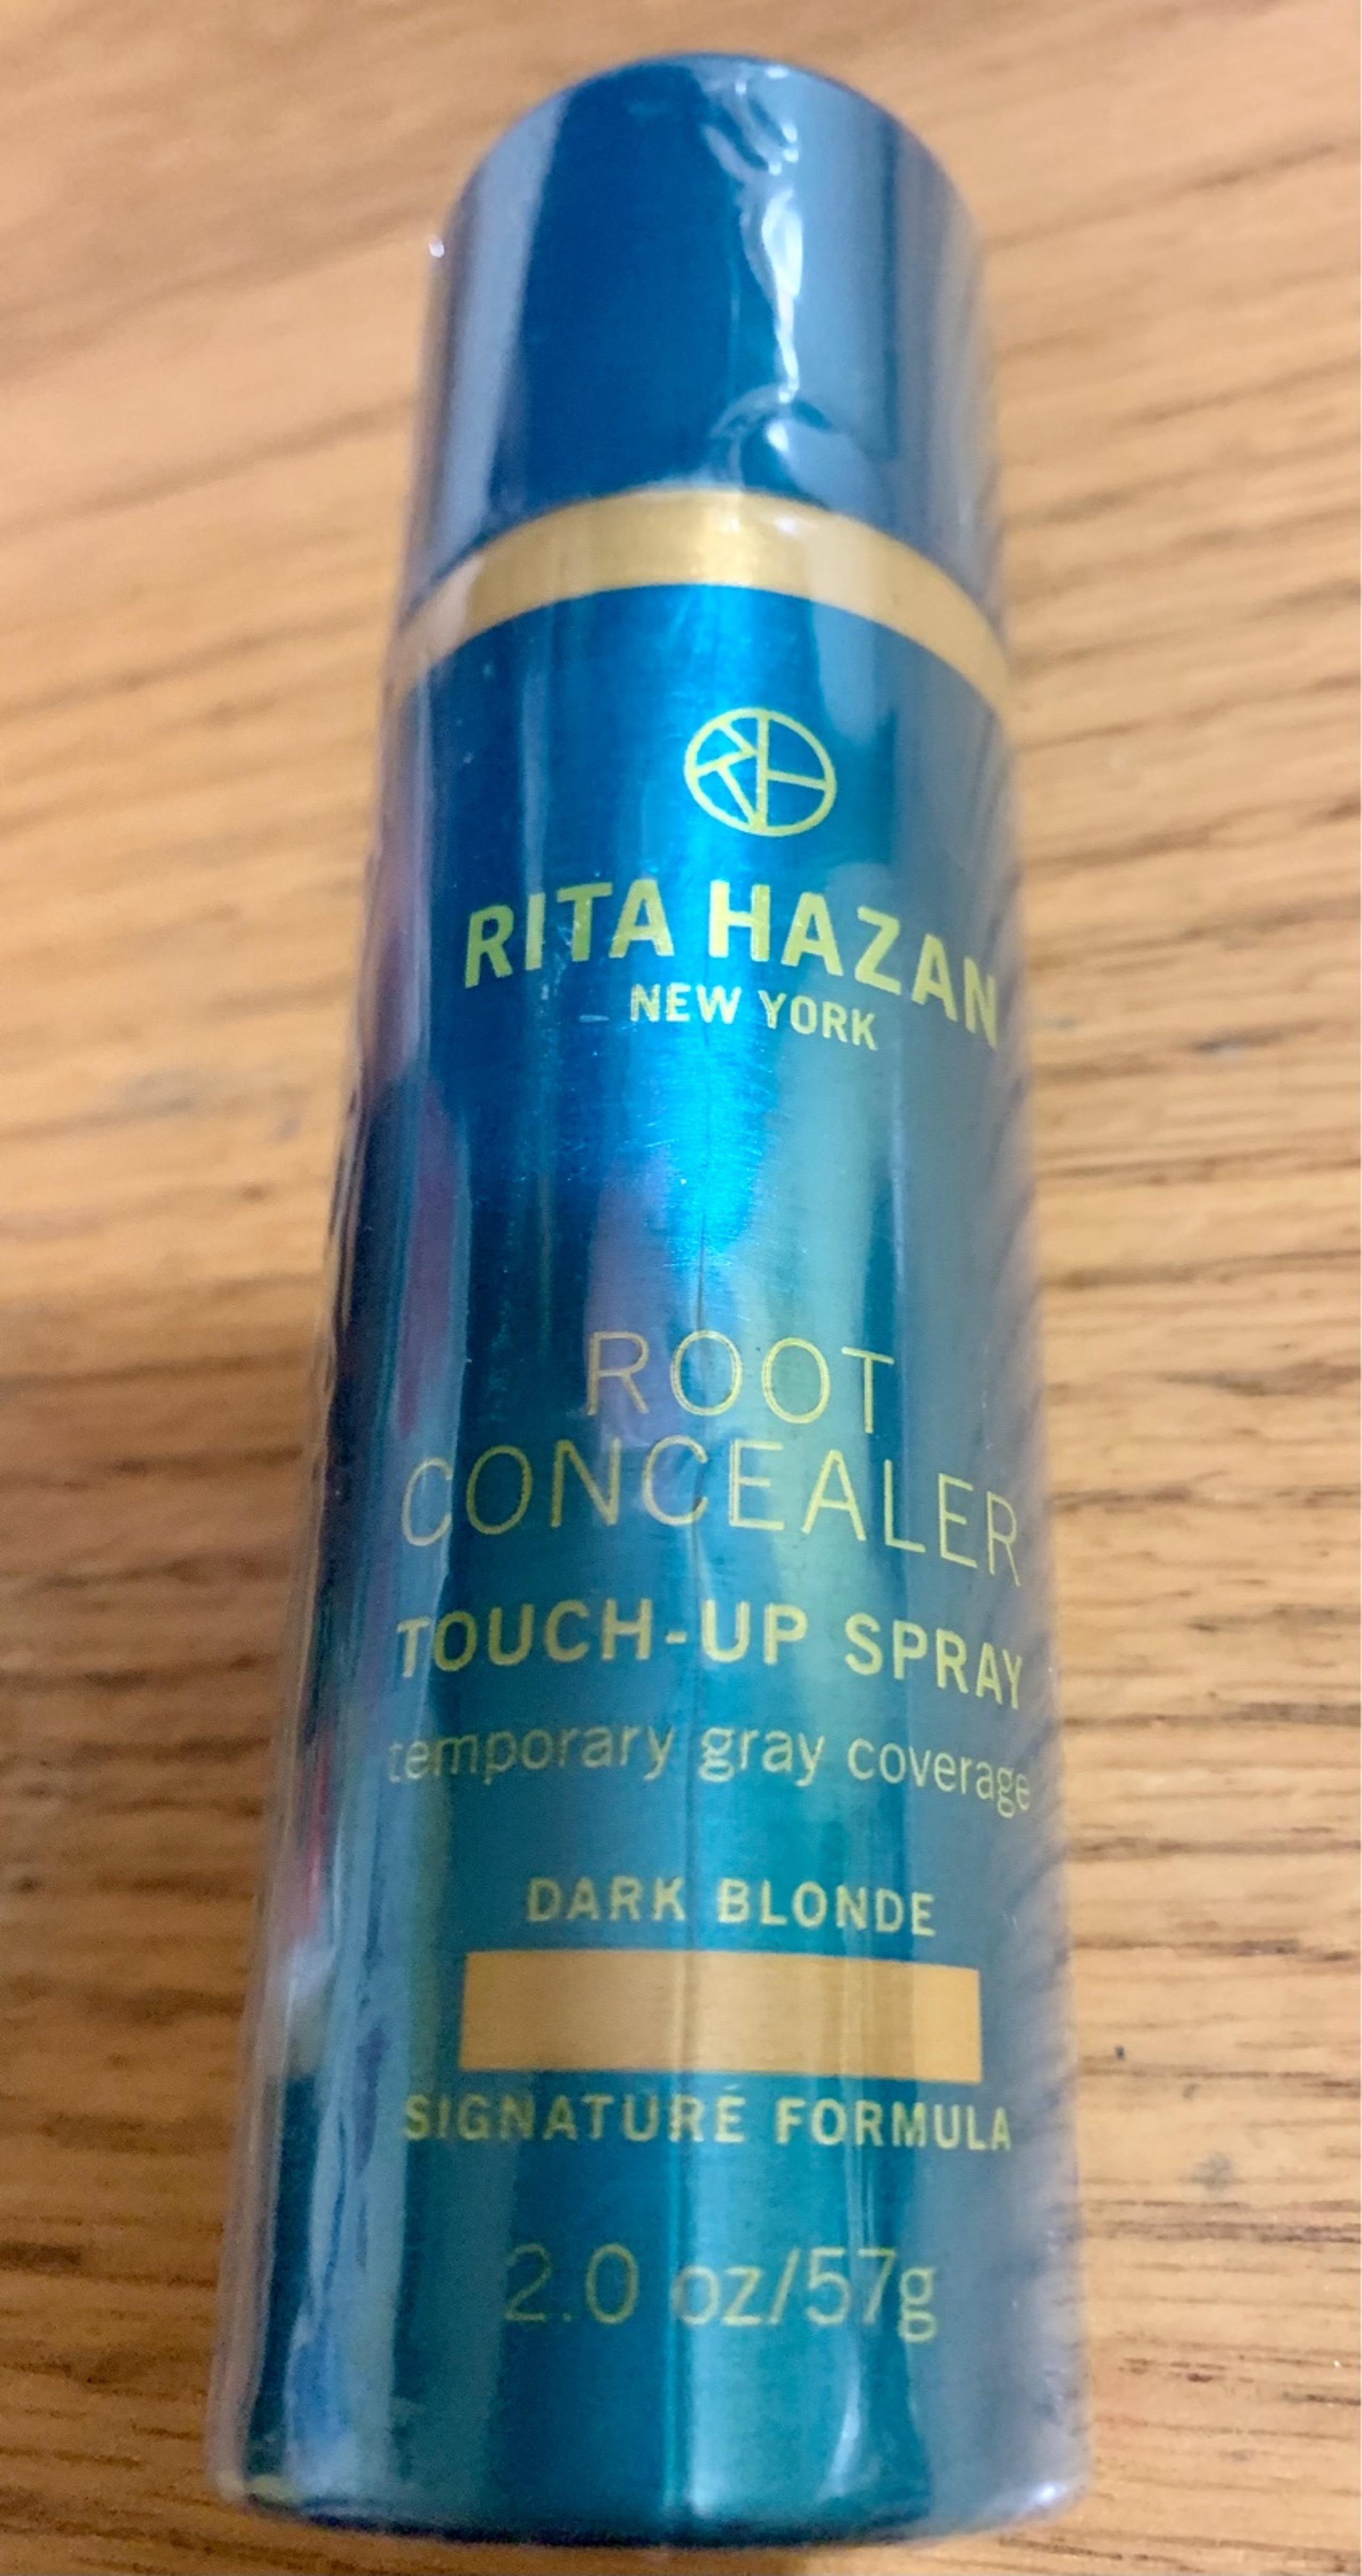 RITA HAZAN
NEW YORK
ROOT
CONCEALER
TOUCH-UP SPRAY
temporary gray coverage
DARK BLONDE
SIGNATURE FORMULA
2.0 oz/57g